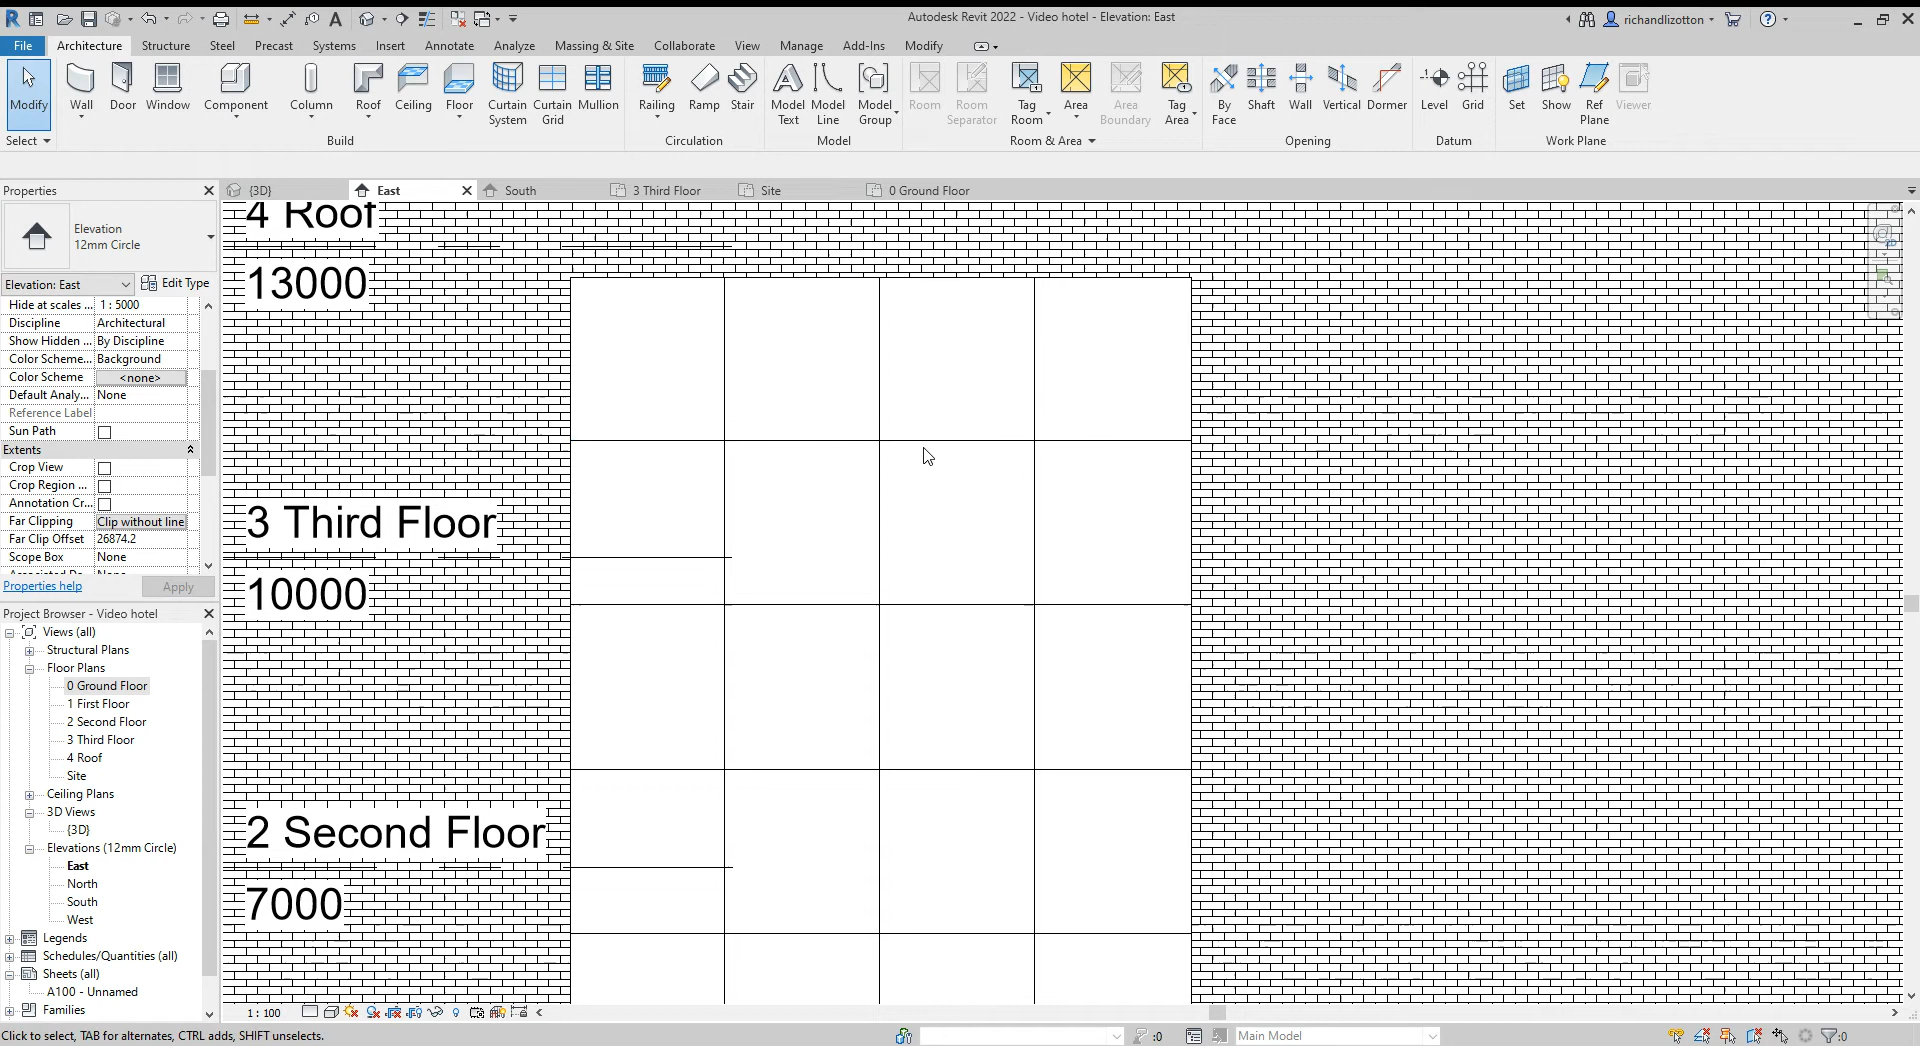 Autodesk Revit 2022 - Video hotel - Elevation: East
richandlizotton
File Architecture Structure Steel Precast Systems Insert Annotate Analyze Massing & Site Collaborate View Manage Add-Ins Modify
Modify Wall Door Window Component Column Roof Ceiling Floor Curtain System Curtain Grid Mullion Railing Ramp Stair Model Text Model Line Model Group Room Room Separator Tag Room Area Area Boundary Tag Area By Face Shaft Wall Vertical Dormer Level Grid Set Show Ref Plane Viewer
Select Build Circulation Model Room & Area Opening Datum Work Plane
Properties
{3D} East South 3 Third Floor Site 0 Ground Floor
Elevation
12mm Circle
Elevation: East Edit Type
Hide at scales ... 1 : 5000
Discipline Architectural
Show Hidden ... By Discipline
Color Scheme... Background
Color Scheme <none>
Default Analy... None
Reference Label
Sun Path
Extents
Crop View
Crop Region ...
Annotation Cr...
Far Clipping Clip without line
Far Clip Offset 26874.2
Scope Box None
Properties help Apply
Project Browser - Video hotel
Views (all)
Structural Plans
Floor Plans
0 Ground Floor
1 First Floor
2 Second Floor
3 Third Floor
4 Roof
Site
Ceiling Plans
3D Views
{3D}
Elevations (12mm Circle)
East
North
South
West
Legends
Schedules/Quantities (all)
Sheets (all)
A100 - Unnamed
Families
4 Roof
13000
3 Third Floor
10000
2 Second Floor
7000
1 : 100
Click to select, TAB for alternates, CTRL adds, SHIFT unselects.
:0
Main Model
:0